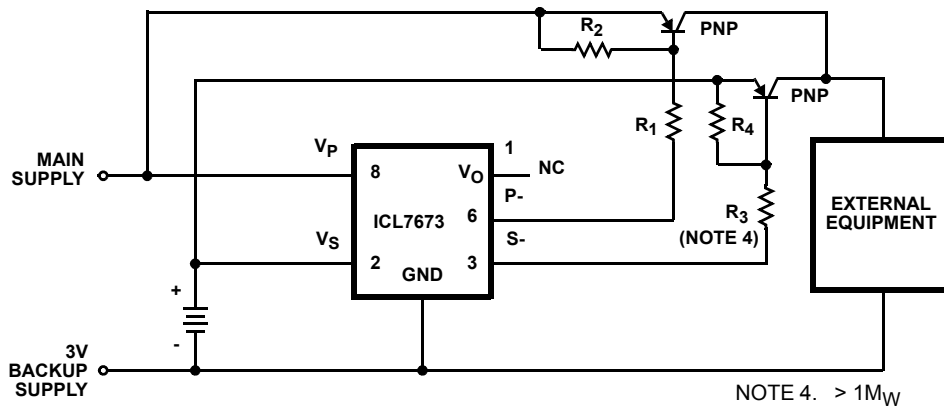 R2
PNP
PNP
R1
R4
MAIN
SUPPLY
VP
8
1
VO
NC
P-
6
ICL7673
S-
R3
(NOTE 4)
EXTERNAL
EQUIPMENT
VS
2
GND
3
+
-
3V
BACKUP
SUPPLY
NOTE 4. > 1MW